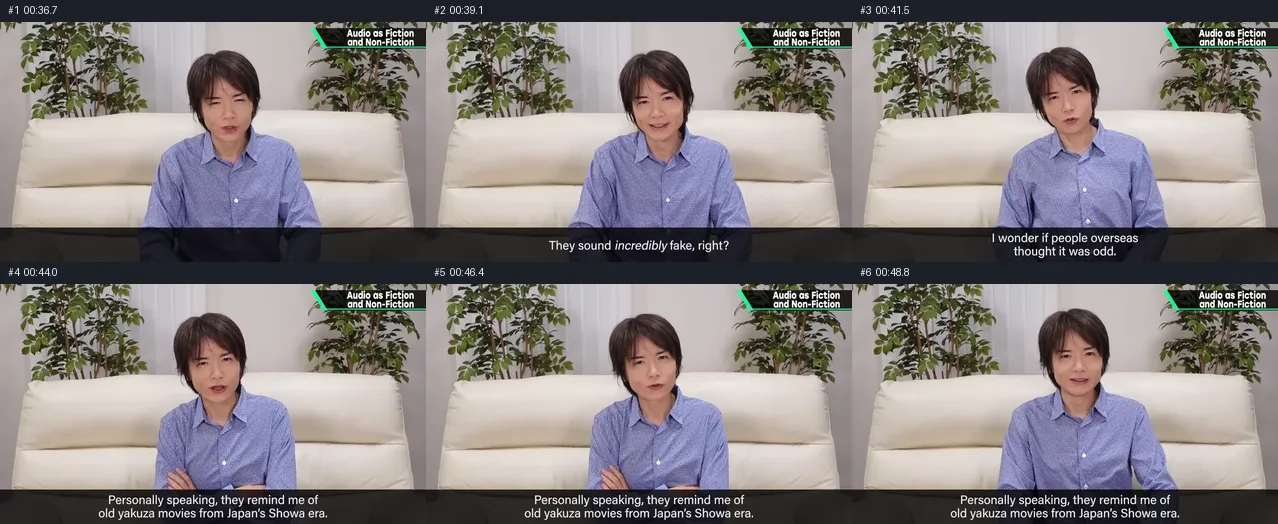 #1 00:36.7
#2 00:39.1
#3 00:41.5
Audio as Fiction
and Non-Fiction
Audio as Fiction
and Non-Fiction
Audio as Fiction
and Non-Fiction
They sound incredibly fake, right?
I wonder if people overseas
thought it was odd.
#4 00:44.0
#5 00:46.4
#6 00:48.8
Audio as Fiction
and Non-Fiction
Audio as Fiction
and Non-Fiction
Audio as Fiction
and Non-Fiction
Personally speaking, they remind me of
old yakuza movies from Japan's Showa era.
Personally speaking, they remind me of
old yakuza movies from Japan's Showa era.
Personally speaking, they remind me of
old yakuza movies from Japan's Showa era.